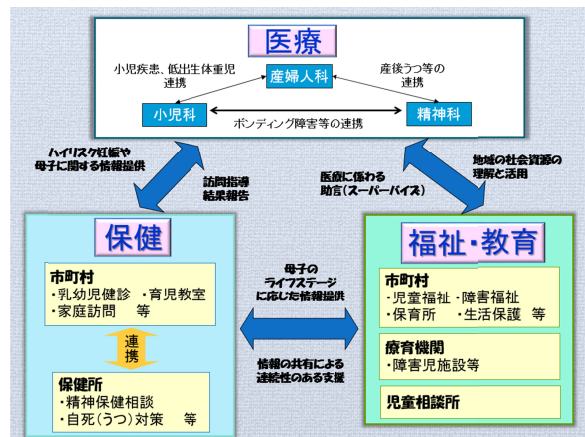 医療
小児疾患、低出生体重児
連携
産婦人科
産後うつ等の
連携
小児科
精神科
ボンディング障害等の連携
ハイリスク妊娠や
母子に関する情報提供
訪問指導
結果報告
医療に係わる
助言(スーパーバイズ)
地域の社会資源の
理解と活用
保健
市町村
・乳幼児健診 ・育児教室
・家庭訪問 等
連携
保健所
・精神保健相談
・自死(うつ)対策 等
母子の
ライフステージ
に応じた情報提供
情報の共有による
連続性のある支援
福祉・教育
市町村
・児童福祉 ・障害福祉
・保育所 ・生活保護 等
療育機関
・障害児施設等
児童相談所